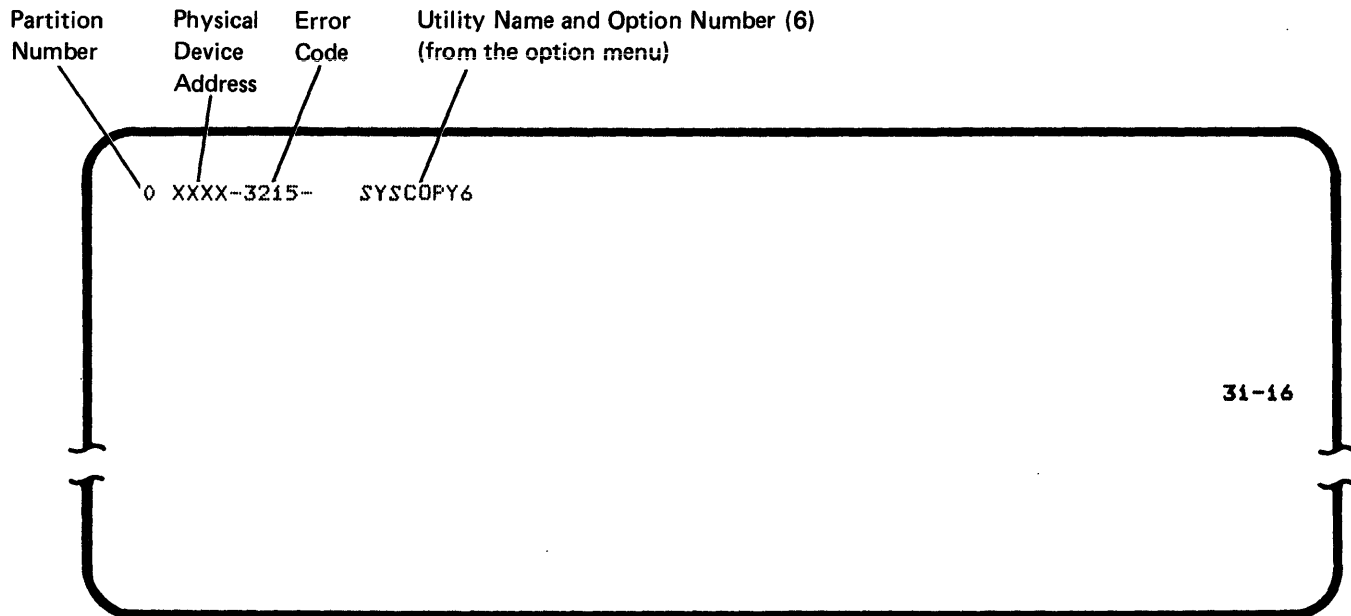 Partition Number
Physical Device Address
Error Code
Utility Name and Option Number (6)
(from the option menu)
0 XXXX-3215- SYSCOPY6
31-16